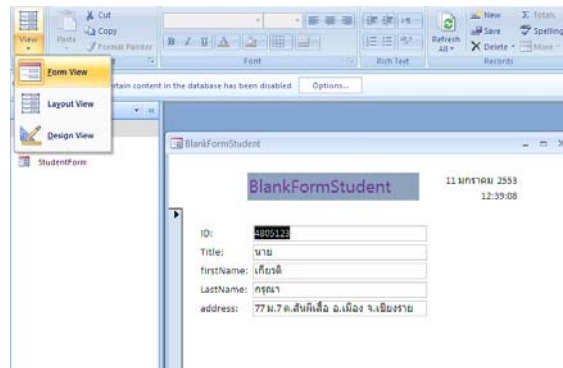 View
Paste
Cut
Copy
Format Painter
B I U A
Font
Rich Text
Refresh
All
New
Save
Delete
Totals
Spelling
More
Records
Form View
Layout View
Design View
rtain content in the database has been disabled
Options...
StudentForm
BlankFormStudent
BlankFormStudent
11 มกราคม 2553
12:39:08
ID: 4805123
Title: นาย
firstName: เกียรติ
LastName: กรุณา
address: 77 ม.7 ต.สันผีเสื้อ อ.เมือง จ.เชียงราย